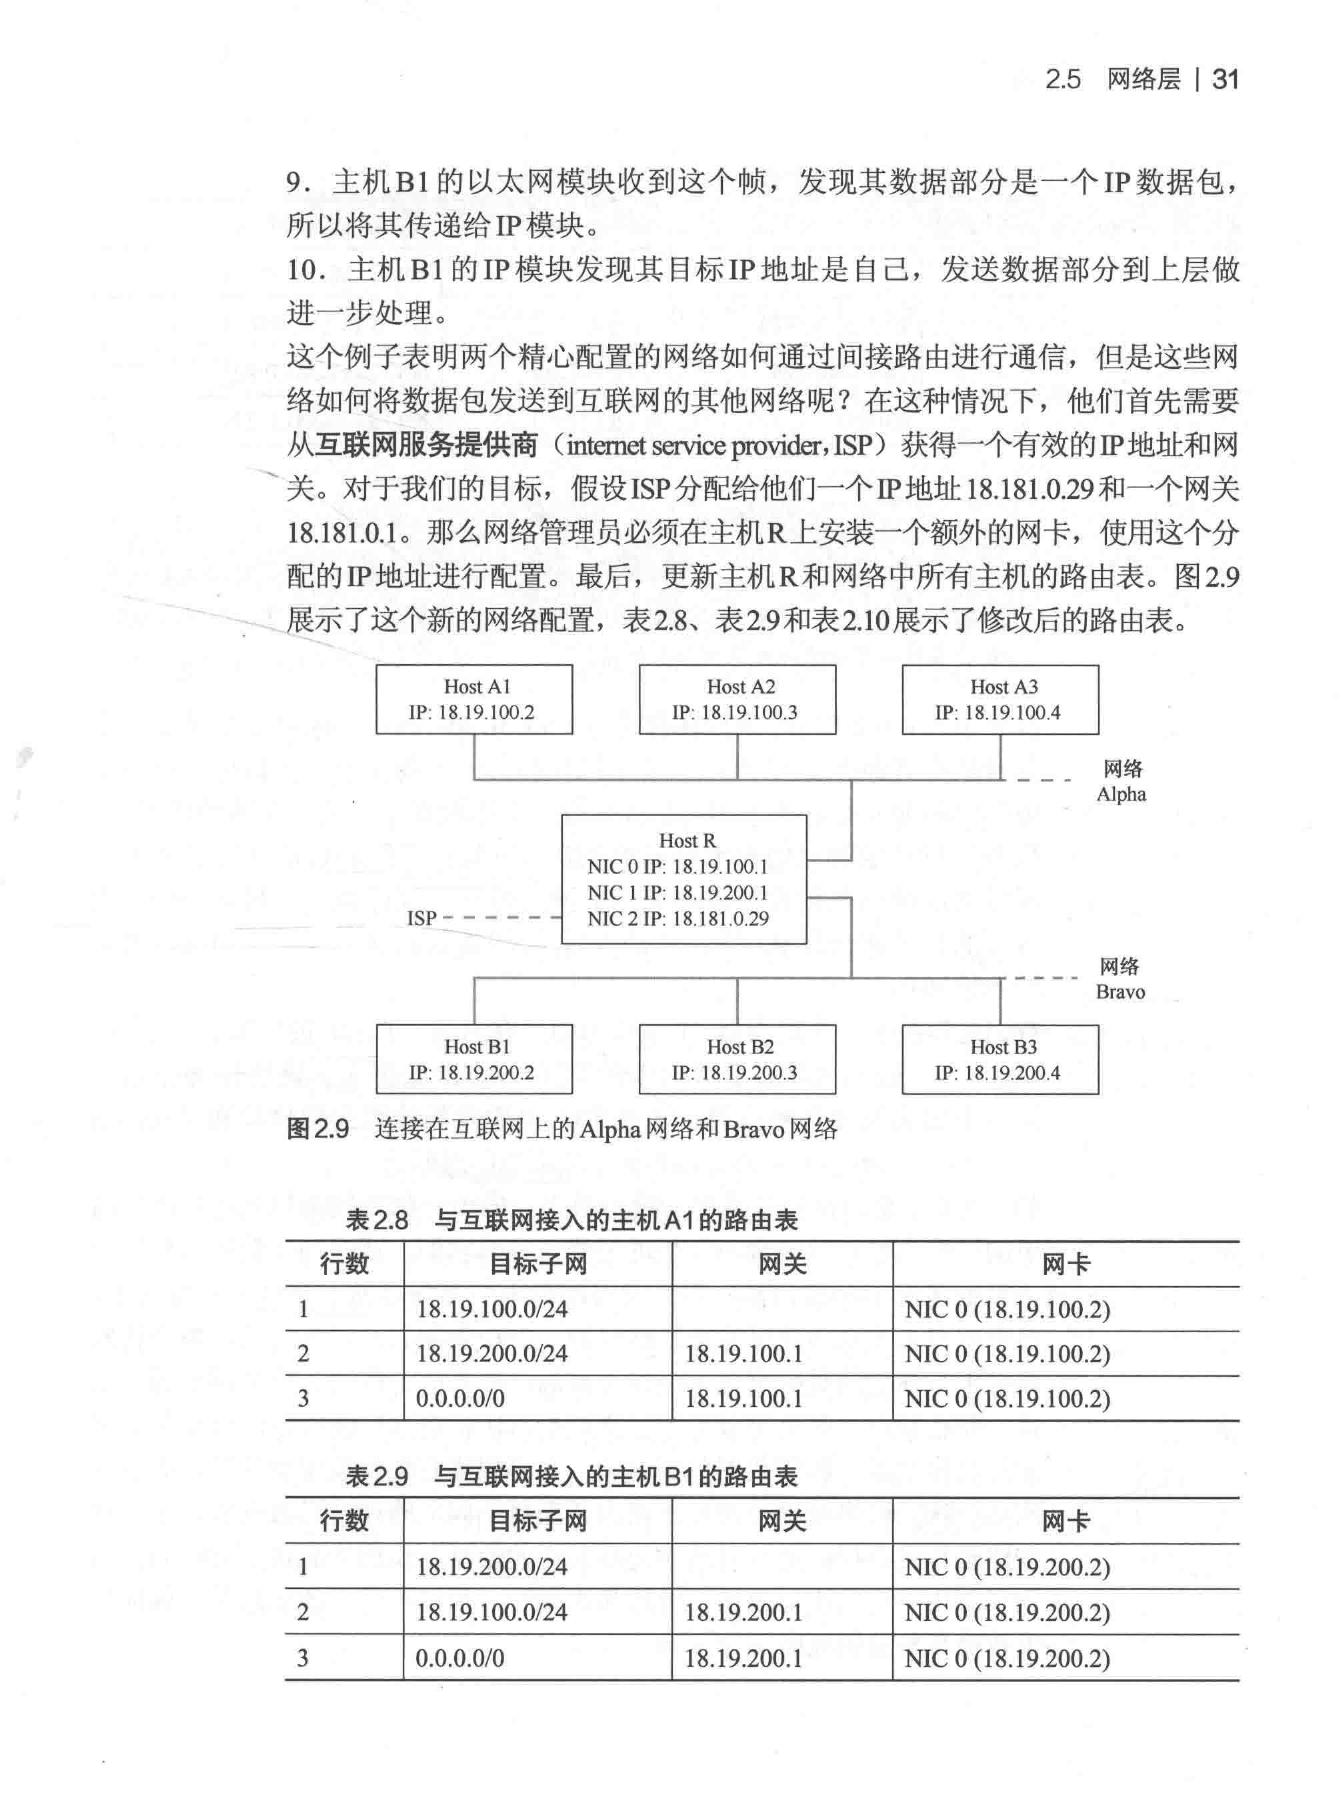 2.5 网络层 | 31
9. 主机B1的以太网模块收到这个帧，发现其数据部分是一个IP数据包，
所以将其传递给IP模块。
10. 主机B1的IP模块发现其目标IP地址是自己，发送数据部分到上层做
进一步处理。
这个例子表明两个精心配置的网络如何通过间接路由进行通信，但是这些网
络如何将数据包发送到互联网的其他网络呢？在这种情况下，他们首先需要
从互联网服务提供商（internet service provider, ISP）获得一个有效的IP地址和网
关。对于我们的目标，假设ISP分配给他们一个IP地址18.181.0.29和一个网关
18.181.0.1。那么网络管理员必须在主机R上安装一个额外的网卡，使用这个分
配的IP地址进行配置。最后，更新主机R和网络中所有主机的路由表。图2.9
展示了这个新的网络配置，表2.8、表2.9和表2.10展示了修改后的路由表。
Host A1
IP: 18.19.100.2
Host A2
IP: 18.19.100.3
Host A3
IP: 18.19.100.4
网络
Alpha
Host R
NIC 0 IP: 18.19.100.1
NIC 1 IP: 18.19.200.1
NIC 2 IP: 18.181.0.29
ISP
网络
Bravo
Host B1
IP: 18.19.200.2
Host B2
IP: 18.19.200.3
Host B3
IP: 18.19.200.4
图2.9 连接在互联网上的Alpha网络和Bravo网络
表2.8 与互联网接入的主机A1的路由表
行数 目标子网 网关 网卡
1 18.19.100.0/24 NIC 0 (18.19.100.2)
2 18.19.200.0/24 18.19.100.1 NIC 0 (18.19.100.2)
3 0.0.0.0/0 18.19.100.1 NIC 0 (18.19.100.2)
表2.9 与互联网接入的主机B1的路由表
行数 目标子网 网关 网卡
1 18.19.200.0/24 NIC 0 (18.19.200.2)
2 18.19.100.0/24 18.19.200.1 NIC 0 (18.19.200.2)
3 0.0.0.0/0 18.19.200.1 NIC 0 (18.19.200.2)